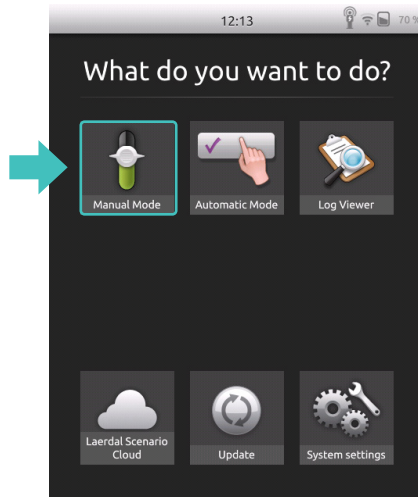 12:13 70 %
What do you want to do?
Manual Mode Automatic Mode Log Viewer
Laerdal Scenario
Cloud Update System settings